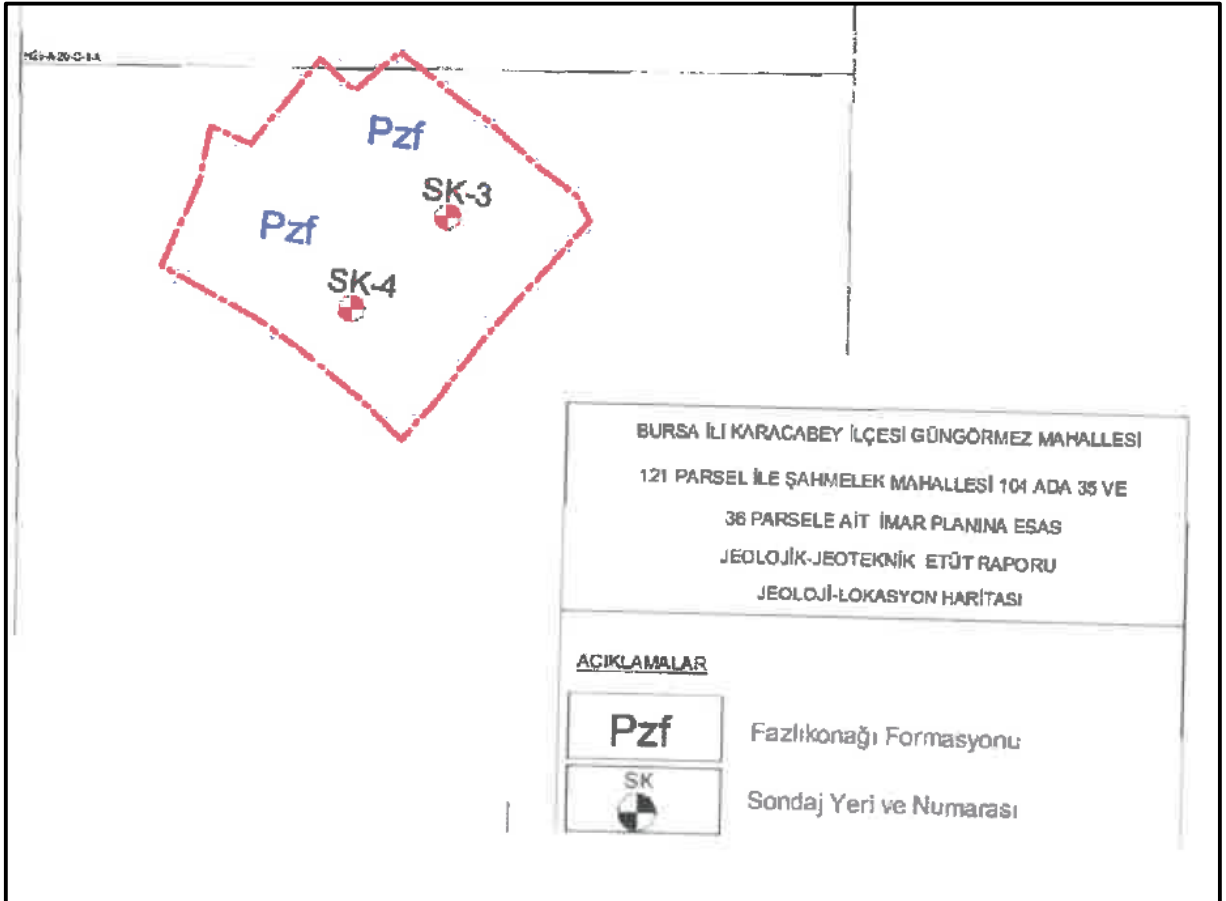 Pzf
SK-3
Pzf
SK-4
BURSA İLİ KARACABEY İLÇESİ GÜNGÖRMEZ MAHALLESİ
121 PARSEL İLE ŞAHMELEK MAHALLESİ 104 ADA 35 VE
36 PARSELE AİT İMAR PLANINA ESAS
JEOLOJİK-JEOTEKNİK ETÜT RAPORU
JEOLOJİ-LOKASYON HARİTASI
AÇIKLAMALAR
Pzf Fazlıkonağı Formasyonu
SK Sondaj Yeri ve Numarası